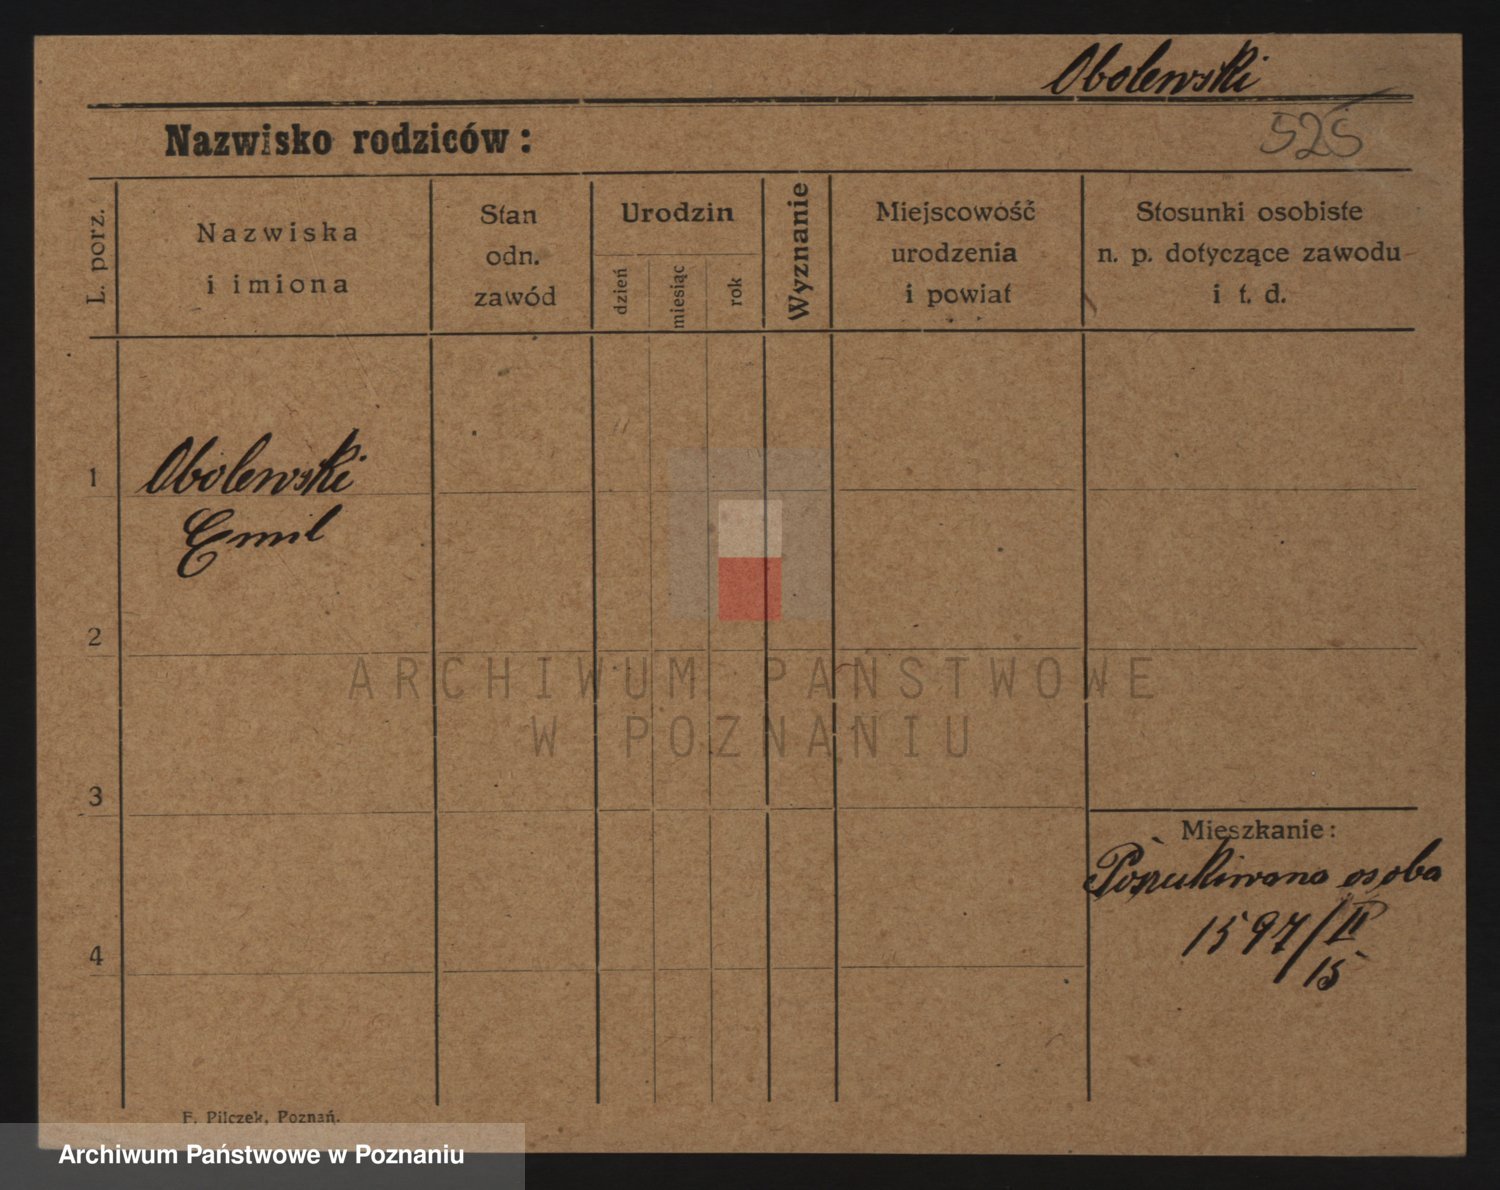 Obolewski
525
Nazwisko rodziców:
L. porz.
Nazwiska
i imiona
Stan
odn.
zawód
Urodzin
dzień
miesiąc
rok
Wyznanie
Miejscowość
urodzenia
i powiat
Stosunki osobiste
n. p. dotyczące zawodu
i t. d.
1
Obolewski
Emil
2
ARCHIWUM PAŃSTWOWE
W POZNANIU
3
Mieszkanie:
Poszukiwana osoba
1597/II
15
4
F. Pilczek, Poznań.
Archiwum Państwowe w Poznaniu